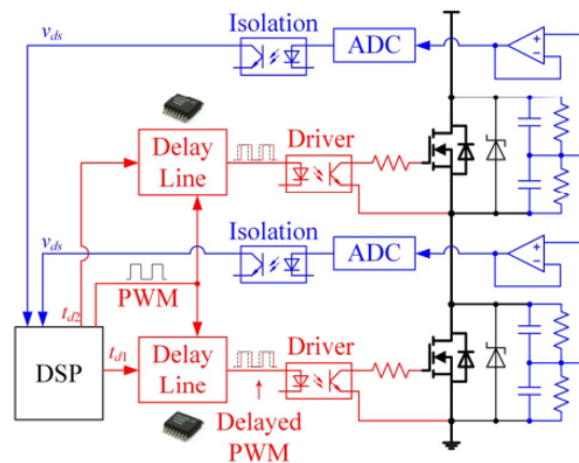 Isolation
v_ds
ADC
Delay
Line
Driver
v_ds
Isolation
ADC
PWM
t_d2
t_d1
DSP
Delay
Line
Driver
Delayed
PWM